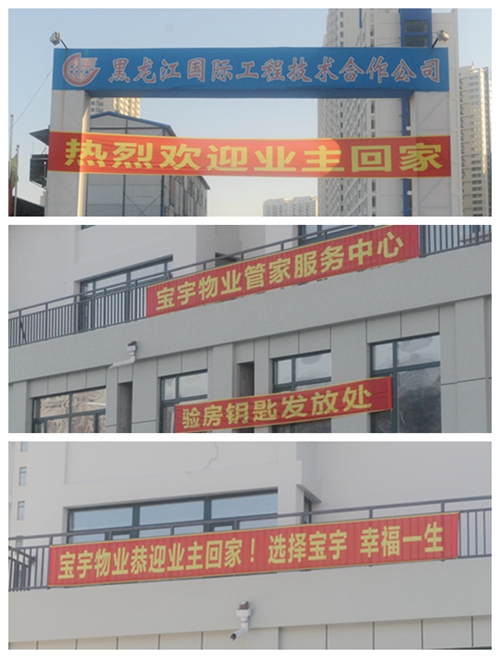 黑龙江国际工程技术合作公司
热烈欢迎业主回家
宝宇物业管家服务中心
验房钥匙发放处
宝宇物业恭迎业主回家！选择宝宇 幸福一生